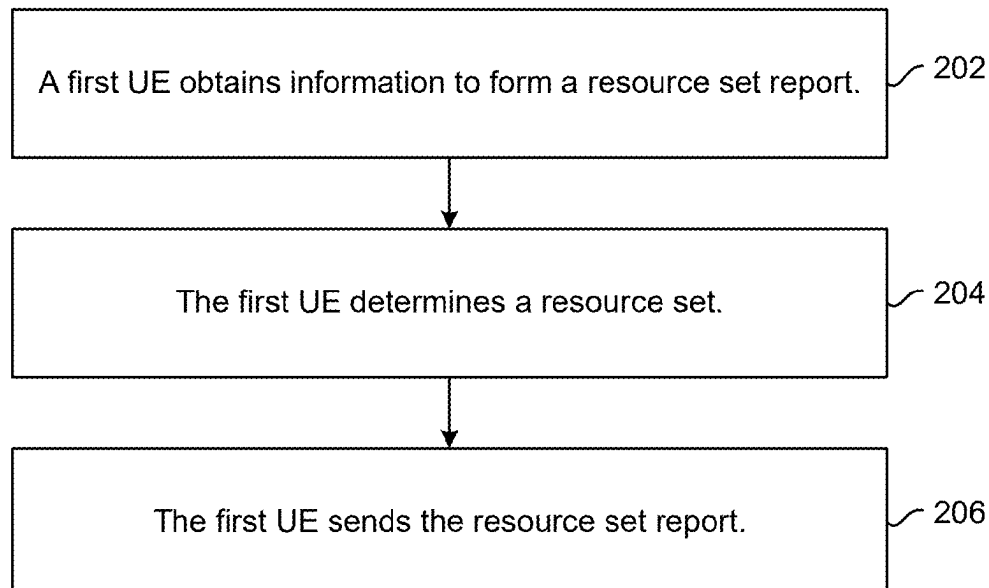 A first UE obtains information to form a resource set report.
202
The first UE determines a resource set.
204
The first UE sends the resource set report.
206